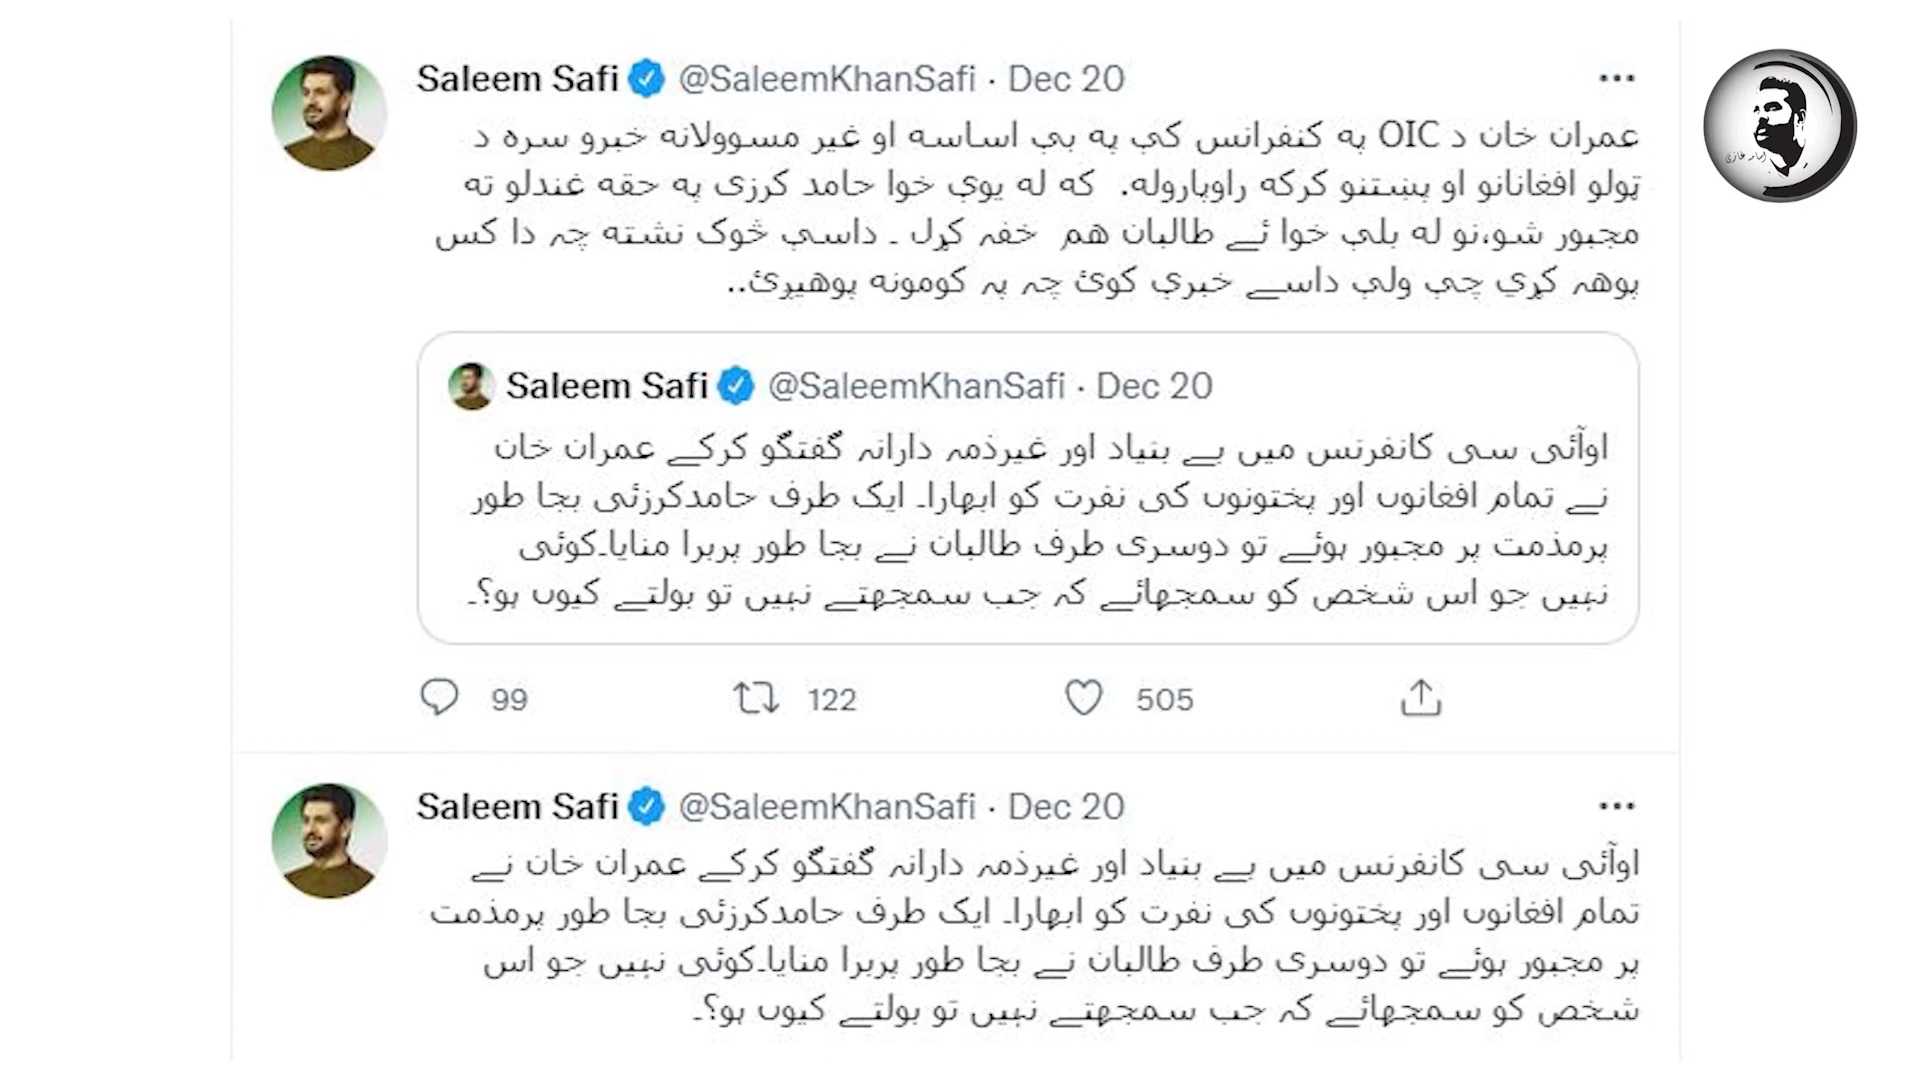 Saleem Safi @SaleemKhanSafi · Dec 20
عمران خان د OIC په کنفرانس کې په بې اساسه او غیر مسوولانه خبرو سره د
ټولو افغانانو او پښتنو کرکه راوپاروله. که له یوې خوا حامد کرزی په حقه غندلو ته
مجبور شو،نو له بلې خوا ئے طالبان هم خفہ کړل ۔ داسې څوک نشته چہ دا کس
پوهہ کړي چې ولې داسے خبرې کوئ چہ پہ کومونه پوهیږئ..
Saleem Safi @SaleemKhanSafi · Dec 20
اوآئی سی کانفرنس میں بے بنیاد اور غیرذمہ دارانہ گفتگو کرکے عمران خان
نے تمام افغانوں اور پختونوں کی نفرت کو ابھارا۔ ایک طرف حامدکرزئی بجا طور
پرمذمت پر مجبور ہوئے تو دوسری طرف طالبان نے بجا طور پربرا منایا۔کوئی
نہیں جو اس شخص کو سمجھائے کہ جب سمجھتے نہیں تو بولتے کیوں ہو؟۔
99 122 505
Saleem Safi @SaleemKhanSafi · Dec 20
اوآئی سی کانفرنس میں بے بنیاد اور غیرذمہ دارانہ گفتگو کرکے عمران خان نے
تمام افغانوں اور پختونوں کی نفرت کو ابھارا۔ ایک طرف حامدکرزئی بجا طور پرمذمت
پر مجبور ہوئے تو دوسری طرف طالبان نے بجا طور پربرا منایا۔کوئی نہیں جو اس
شخص کو سمجھائے کہ جب سمجھتے نہیں تو بولتے کیوں ہو؟۔
اسامہ غازی